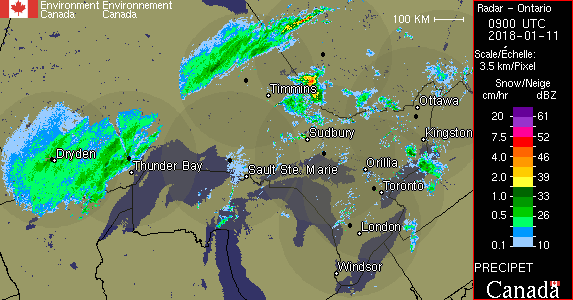 Environment Environnement
Canada Canada
100 KM
Timmins
Ottawa
Sudbury
Kingston
Dryden
Thunder Bay
Sault Ste. Marie
Orillia
Toronto
London
Windsor
Radar - Ontario
0900 UTC
2018-01-11
Scale/Échelle:
3.5 km/Pixel
Snow/Neige
cm/hr dBZ
20 61
7.5 52
4.0 46
2.0 39
1.0 33
0.5 26
0.1 10
PRECIPET
Canada